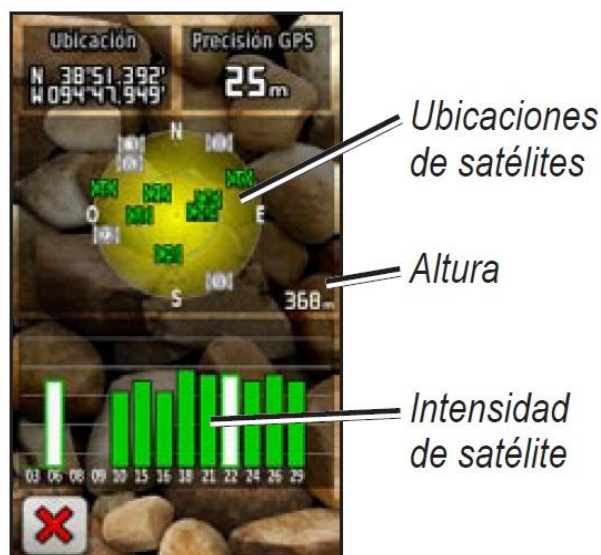 Ubicación
Precisión GPS
N 38°51.392'
W 094°47.949'
25m
N
O
E
S
368m
03 06 08 09 10 15 16 18 21 22 24 26 29
Ubicaciones
de satélites
Altura
Intensidad
de satélite